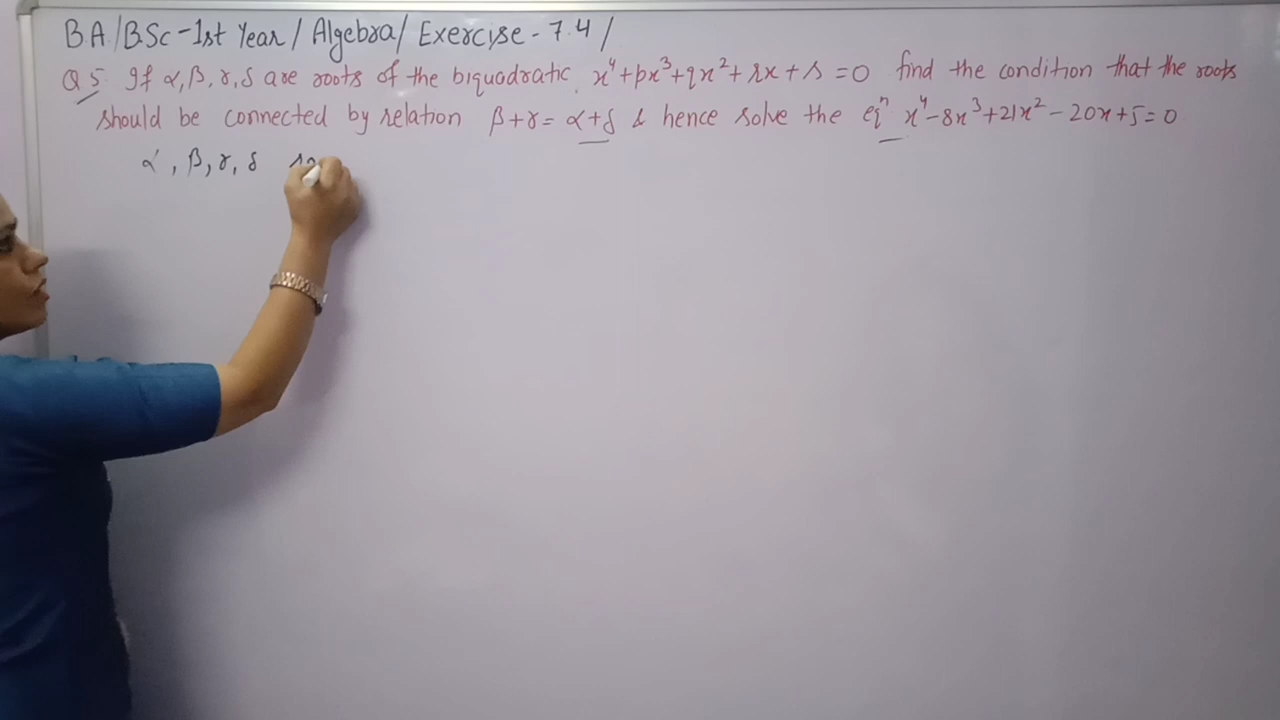 BA/BSc-1st Year/Algebra/Exercise-7.4/
Q5. If α,β,γ,δ are roots of the biquadratic x⁴+px³+qx²+rx+s=0 find the condition that the roots
should be connected by relation β+γ=α+δ & hence solve the eqⁿ x⁴-8x³+21x²-20x+5=0
α,β,γ,δ